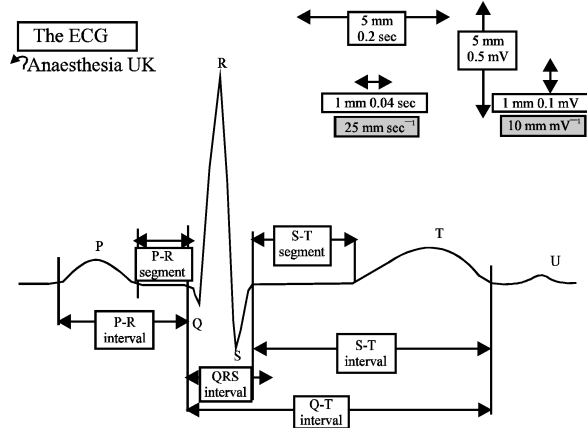 The ECG
Anaesthesia UK
5 mm
0.2 sec
5 mm
0.5 mV
1 mm 0.04 sec
25 mm sec⁻¹
1 mm 0.1 mV
10 mm mV⁻¹
R
P
P-R
segment
S-T
segment
T
U
Q
P-R
interval
S
S-T
interval
QRS
interval
Q-T
interval